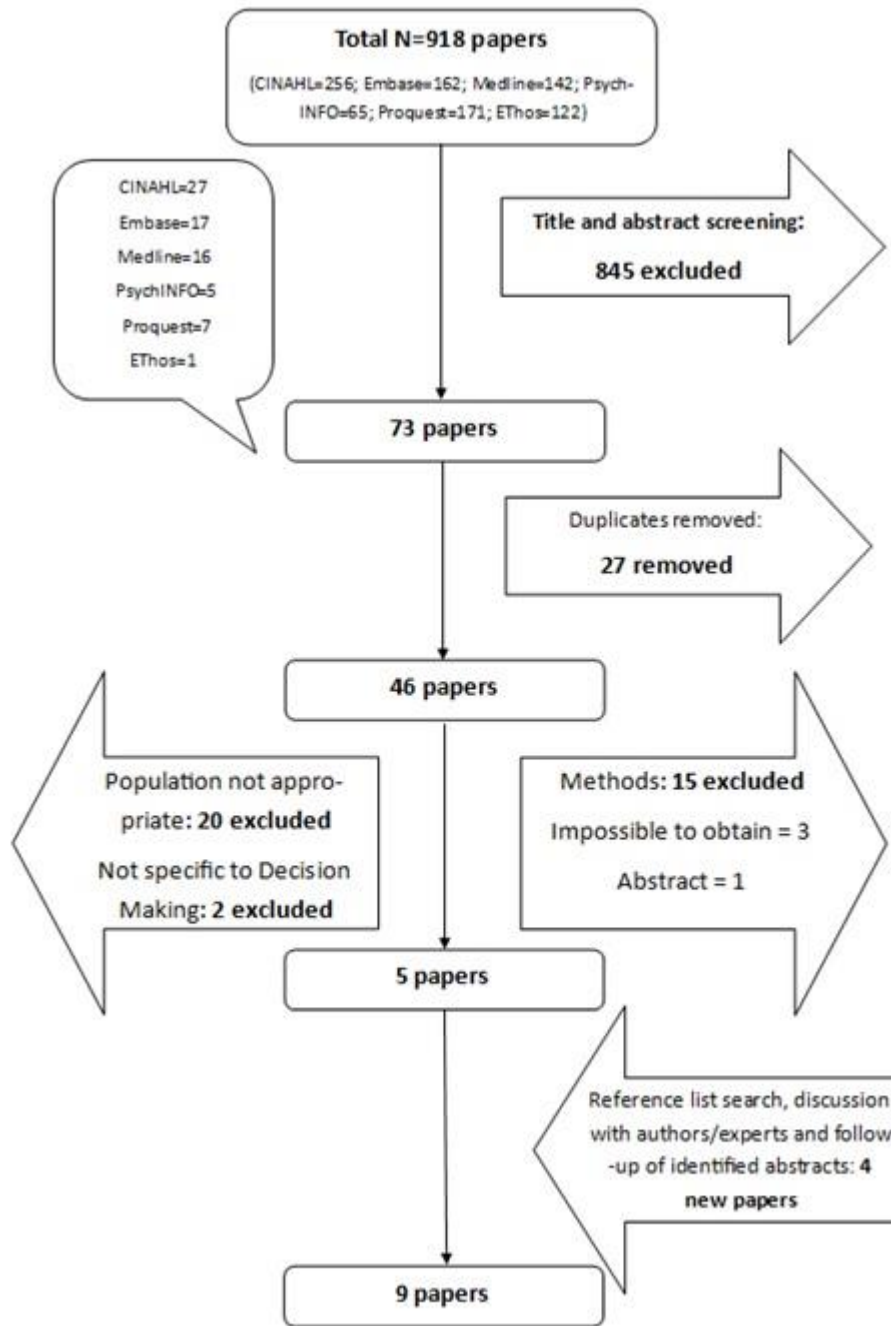 Total N=918 papers
(CINAHL=256; Embase=162; Medline=142; Psych-
INFO=65; Proquest=171; EThos=122)
CINAHL=27
Embase=17
Medline=16
PsychINFO=5
Proquest=7
EThos=1
Title and abstract screening:
845 excluded
73 papers
Duplicates removed:
27 removed
46 papers
Population not appro-
priate: 20 excluded
Not specific to Decision
Making: 2 excluded
Methods: 15 excluded
Impossible to obtain = 3
Abstract = 1
5 papers
Reference list search, discussion
with authors/experts and follow
-up of identified abstracts: 4
new papers
9 papers